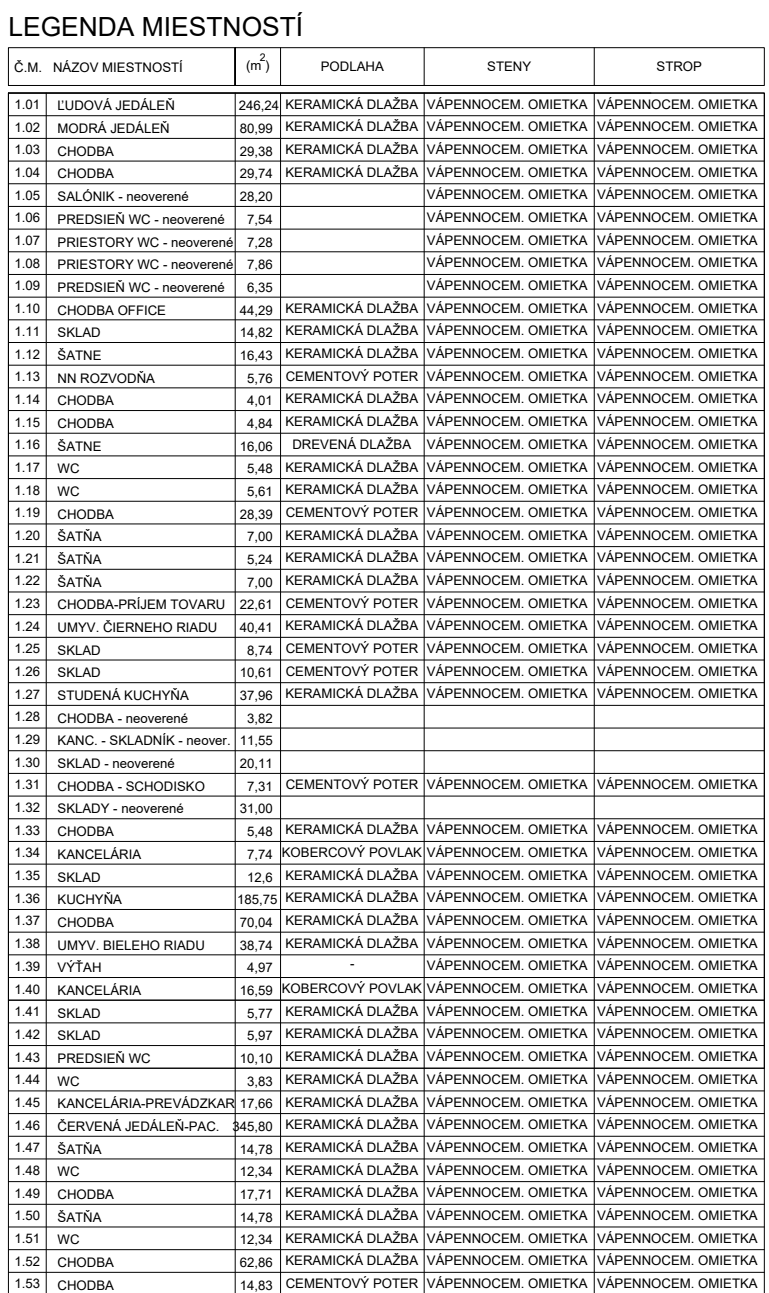 LEGENDA MIESTNOSTÍ
Č.M. NÁZOV MIESTNOSTÍ (m²) PODLAHA STENY STROP
1.01 ĽUDOVÁ JEDÁLEŇ 246,24 KERAMICKÁ DLAŽBA VÁPENNOCEM. OMIETKA VÁPENNOCEM. OMIETKA
1.02 MODRÁ JEDÁLEŇ 80,99 KERAMICKÁ DLAŽBA VÁPENNOCEM. OMIETKA VÁPENNOCEM. OMIETKA
1.03 CHODBA 29,38 KERAMICKÁ DLAŽBA VÁPENNOCEM. OMIETKA VÁPENNOCEM. OMIETKA
1.04 CHODBA 29,74 KERAMICKÁ DLAŽBA VÁPENNOCEM. OMIETKA VÁPENNOCEM. OMIETKA
1.05 SALÓNIK - neoverené 28,20 VÁPENNOCEM. OMIETKA VÁPENNOCEM. OMIETKA
1.06 PREDSIEŇ WC - neoverené 7,54 VÁPENNOCEM. OMIETKA VÁPENNOCEM. OMIETKA
1.07 PRIESTORY WC - neoverené 7,28 VÁPENNOCEM. OMIETKA VÁPENNOCEM. OMIETKA
1.08 PRIESTORY WC - neoverené 7,86 VÁPENNOCEM. OMIETKA VÁPENNOCEM. OMIETKA
1.09 PREDSIEŇ WC - neoverené 6,35 VÁPENNOCEM. OMIETKA VÁPENNOCEM. OMIETKA
1.10 CHODBA OFFICE 44,29 KERAMICKÁ DLAŽBA VÁPENNOCEM. OMIETKA VÁPENNOCEM. OMIETKA
1.11 SKLAD 14,82 KERAMICKÁ DLAŽBA VÁPENNOCEM. OMIETKA VÁPENNOCEM. OMIETKA
1.12 ŠATNE 16,43 KERAMICKÁ DLAŽBA VÁPENNOCEM. OMIETKA VÁPENNOCEM. OMIETKA
1.13 NN ROZVODŇA 5,76 CEMENTOVÝ POTER VÁPENNOCEM. OMIETKA VÁPENNOCEM. OMIETKA
1.14 CHODBA 4,01 KERAMICKÁ DLAŽBA VÁPENNOCEM. OMIETKA VÁPENNOCEM. OMIETKA
1.15 CHODBA 4,84 KERAMICKÁ DLAŽBA VÁPENNOCEM. OMIETKA VÁPENNOCEM. OMIETKA
1.16 ŠATNE 16,06 DREVENÁ DLAŽBA VÁPENNOCEM. OMIETKA VÁPENNOCEM. OMIETKA
1.17 WC 5,48 KERAMICKÁ DLAŽBA VÁPENNOCEM. OMIETKA VÁPENNOCEM. OMIETKA
1.18 WC 5,61 KERAMICKÁ DLAŽBA VÁPENNOCEM. OMIETKA VÁPENNOCEM. OMIETKA
1.19 CHODBA 28,39 CEMENTOVÝ POTER VÁPENNOCEM. OMIETKA VÁPENNOCEM. OMIETKA
1.20 ŠATŇA 7,00 KERAMICKÁ DLAŽBA VÁPENNOCEM. OMIETKA VÁPENNOCEM. OMIETKA
1.21 ŠATŇA 5,24 KERAMICKÁ DLAŽBA VÁPENNOCEM. OMIETKA VÁPENNOCEM. OMIETKA
1.22 ŠATŇA 7,00 KERAMICKÁ DLAŽBA VÁPENNOCEM. OMIETKA VÁPENNOCEM. OMIETKA
1.23 CHODBA-PRÍJEM TOVARU 22,61 CEMENTOVÝ POTER VÁPENNOCEM. OMIETKA VÁPENNOCEM. OMIETKA
1.24 UMYV. ČIERNEHO RIADU 40,41 KERAMICKÁ DLAŽBA VÁPENNOCEM. OMIETKA VÁPENNOCEM. OMIETKA
1.25 SKLAD 8,74 CEMENTOVÝ POTER VÁPENNOCEM. OMIETKA VÁPENNOCEM. OMIETKA
1.26 SKLAD 10,61 CEMENTOVÝ POTER VÁPENNOCEM. OMIETKA VÁPENNOCEM. OMIETKA
1.27 STUDENÁ KUCHYŇA 37,96 KERAMICKÁ DLAŽBA VÁPENNOCEM. OMIETKA VÁPENNOCEM. OMIETKA
1.28 CHODBA - neoverené 3,82
1.29 KANC. - SKLADNÍK - neover. 11,55
1.30 SKLAD - neoverené 20,11
1.31 CHODBA - SCHODISKO 7,31 CEMENTOVÝ POTER VÁPENNOCEM. OMIETKA VÁPENNOCEM. OMIETKA
1.32 SKLADY - neoverené 31,00
1.33 CHODBA 5,48 KERAMICKÁ DLAŽBA VÁPENNOCEM. OMIETKA VÁPENNOCEM. OMIETKA
1.34 KANCELÁRIA 7,74 KOBERCOVÝ POVLAK VÁPENNOCEM. OMIETKA VÁPENNOCEM. OMIETKA
1.35 SKLAD 12,6 KERAMICKÁ DLAŽBA VÁPENNOCEM. OMIETKA VÁPENNOCEM. OMIETKA
1.36 KUCHYŇA 185,75 KERAMICKÁ DLAŽBA VÁPENNOCEM. OMIETKA VÁPENNOCEM. OMIETKA
1.37 CHODBA 70,04 KERAMICKÁ DLAŽBA VÁPENNOCEM. OMIETKA VÁPENNOCEM. OMIETKA
1.38 UMYV. BIELEHO RIADU 38,74 KERAMICKÁ DLAŽBA VÁPENNOCEM. OMIETKA VÁPENNOCEM. OMIETKA
1.39 VÝŤAH 4,97 - VÁPENNOCEM. OMIETKA VÁPENNOCEM. OMIETKA
1.40 KANCELÁRIA 16,59 KOBERCOVÝ POVLAK VÁPENNOCEM. OMIETKA VÁPENNOCEM. OMIETKA
1.41 SKLAD 5,77 KERAMICKÁ DLAŽBA VÁPENNOCEM. OMIETKA VÁPENNOCEM. OMIETKA
1.42 SKLAD 5,97 KERAMICKÁ DLAŽBA VÁPENNOCEM. OMIETKA VÁPENNOCEM. OMIETKA
1.43 PREDSIEŇ WC 10,10 KERAMICKÁ DLAŽBA VÁPENNOCEM. OMIETKA VÁPENNOCEM. OMIETKA
1.44 WC 3,83 KERAMICKÁ DLAŽBA VÁPENNOCEM. OMIETKA VÁPENNOCEM. OMIETKA
1.45 KANCELÁRIA-PREVÁDZKAR 17,66 KERAMICKÁ DLAŽBA VÁPENNOCEM. OMIETKA VÁPENNOCEM. OMIETKA
1.46 ČERVENÁ JEDÁLEŇ-PAC. 345,80 KERAMICKÁ DLAŽBA VÁPENNOCEM. OMIETKA VÁPENNOCEM. OMIETKA
1.47 ŠATŇA 14,78 KERAMICKÁ DLAŽBA VÁPENNOCEM. OMIETKA VÁPENNOCEM. OMIETKA
1.48 WC 12,34 KERAMICKÁ DLAŽBA VÁPENNOCEM. OMIETKA VÁPENNOCEM. OMIETKA
1.49 CHODBA 17,71 KERAMICKÁ DLAŽBA VÁPENNOCEM. OMIETKA VÁPENNOCEM. OMIETKA
1.50 ŠATŇA 14,78 KERAMICKÁ DLAŽBA VÁPENNOCEM. OMIETKA VÁPENNOCEM. OMIETKA
1.51 WC 12,34 KERAMICKÁ DLAŽBA VÁPENNOCEM. OMIETKA VÁPENNOCEM. OMIETKA
1.52 CHODBA 62,86 KERAMICKÁ DLAŽBA VÁPENNOCEM. OMIETKA VÁPENNOCEM. OMIETKA
1.53 CHODBA 14,83 CEMENTOVÝ POTER VÁPENNOCEM. OMIETKA VÁPENNOCEM. OMIETKA